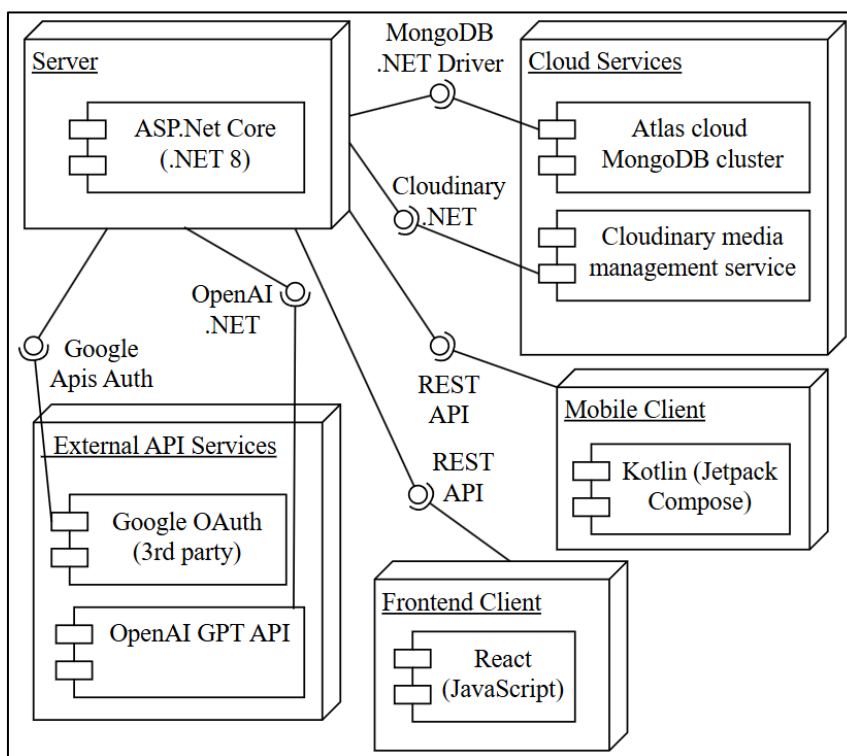 Server
ASP.Net Core
(.NET 8)
MongoDB
.NET Driver
Cloud Services
Atlas cloud
MongoDB cluster
Cloudinary
.NET
Cloudinary media
management service
OpenAI
.NET
Google
Apis Auth
REST
API
REST
API
Mobile Client
Kotlin (Jetpack
Compose)
External API Services
Google OAuth
(3rd party)
OpenAI GPT API
Frontend Client
React
(JavaScript)